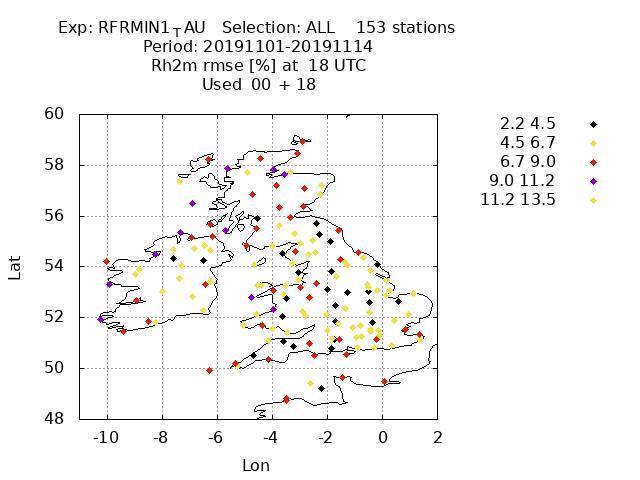 Exp: RFRMIN1_TAU Selection: ALL 153 stations
Period: 20191101-20191114
Rh2m rmse [%] at 18 UTC
Used 00 + 18
2.2 4.5
4.5 6.7
6.7 9.0
9.0 11.2
11.2 13.5
60
58
56
54
52
50
48
Lat
-10 -8 -6 -4 -2 0 2
Lon